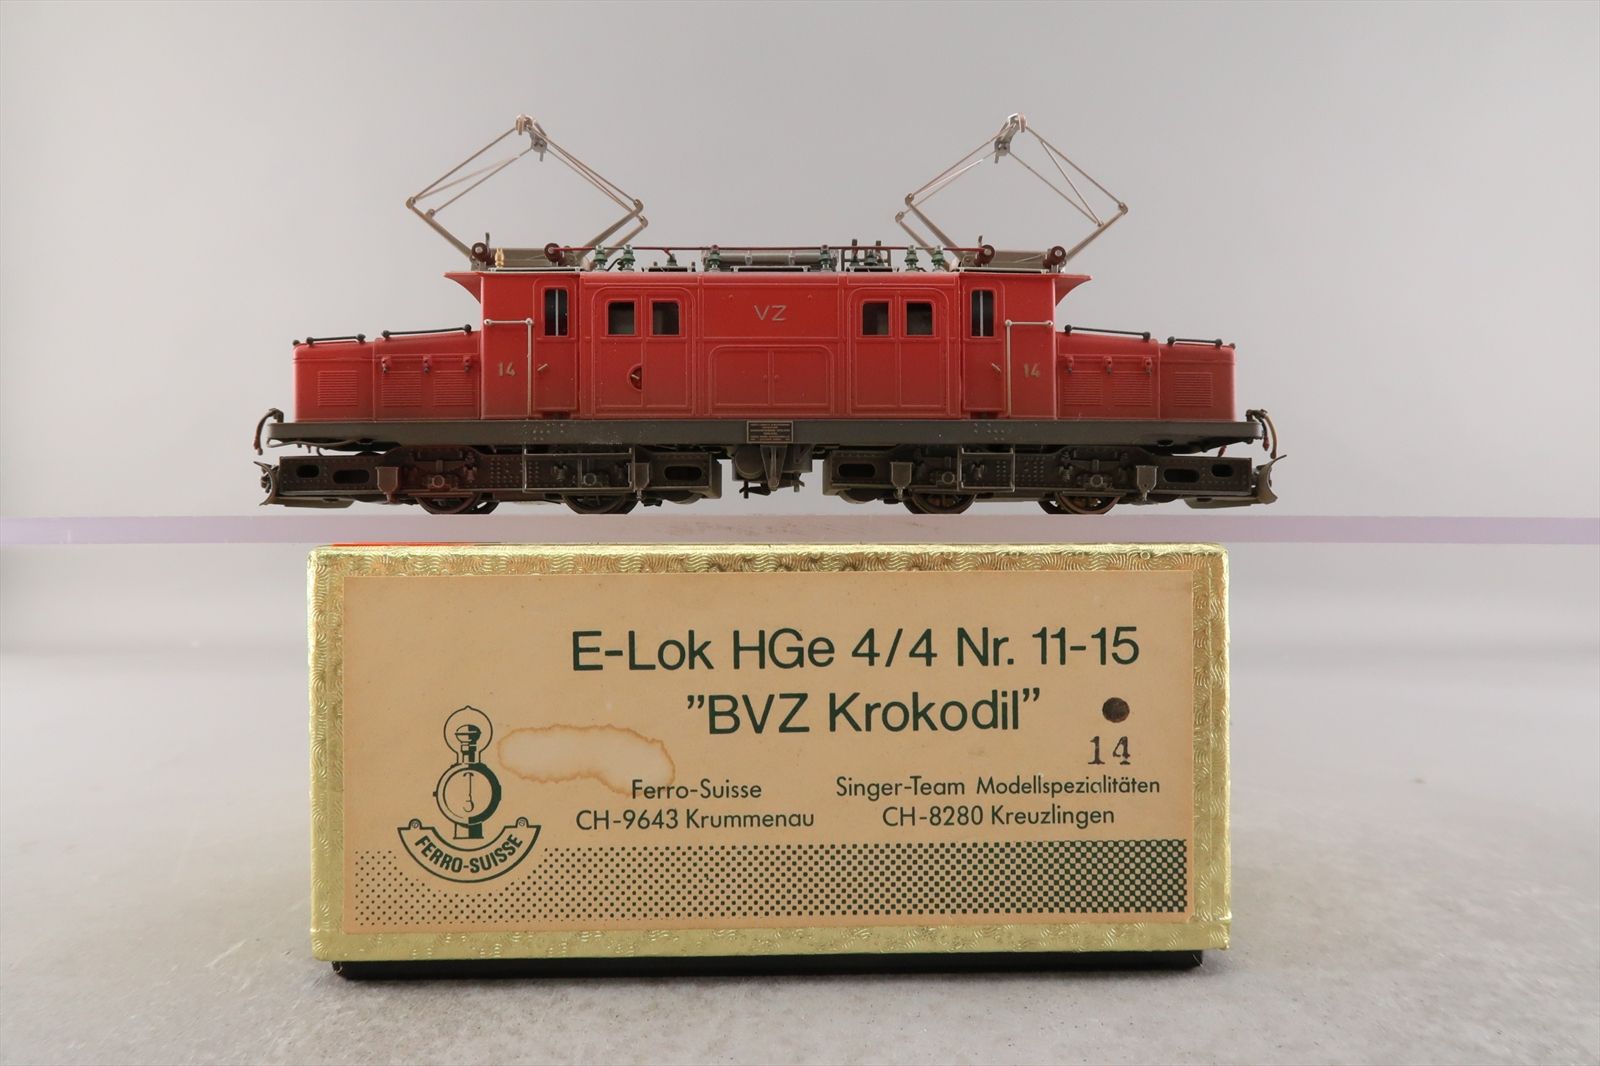 VZ
14
14
E-Lok HGe 4/4 Nr. 11-15
"BVZ Krokodil"
14
Ferro-Suisse
CH-9643 Krummenau
Singer-Team Modellspezialitäten
CH-8280 Kreuzlingen
FERRO-SUISSE